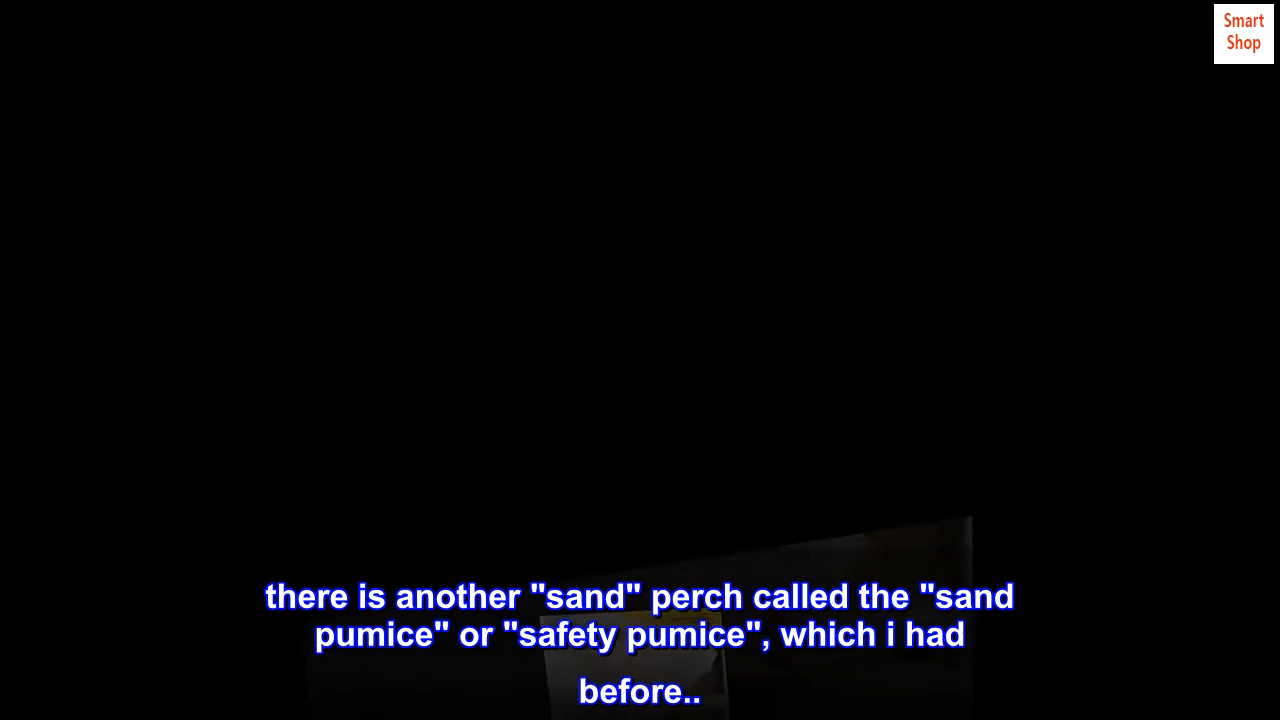 Smart
Shop
there is another "sand" perch called the "sand
pumice" or "safety pumice", which i had
before..